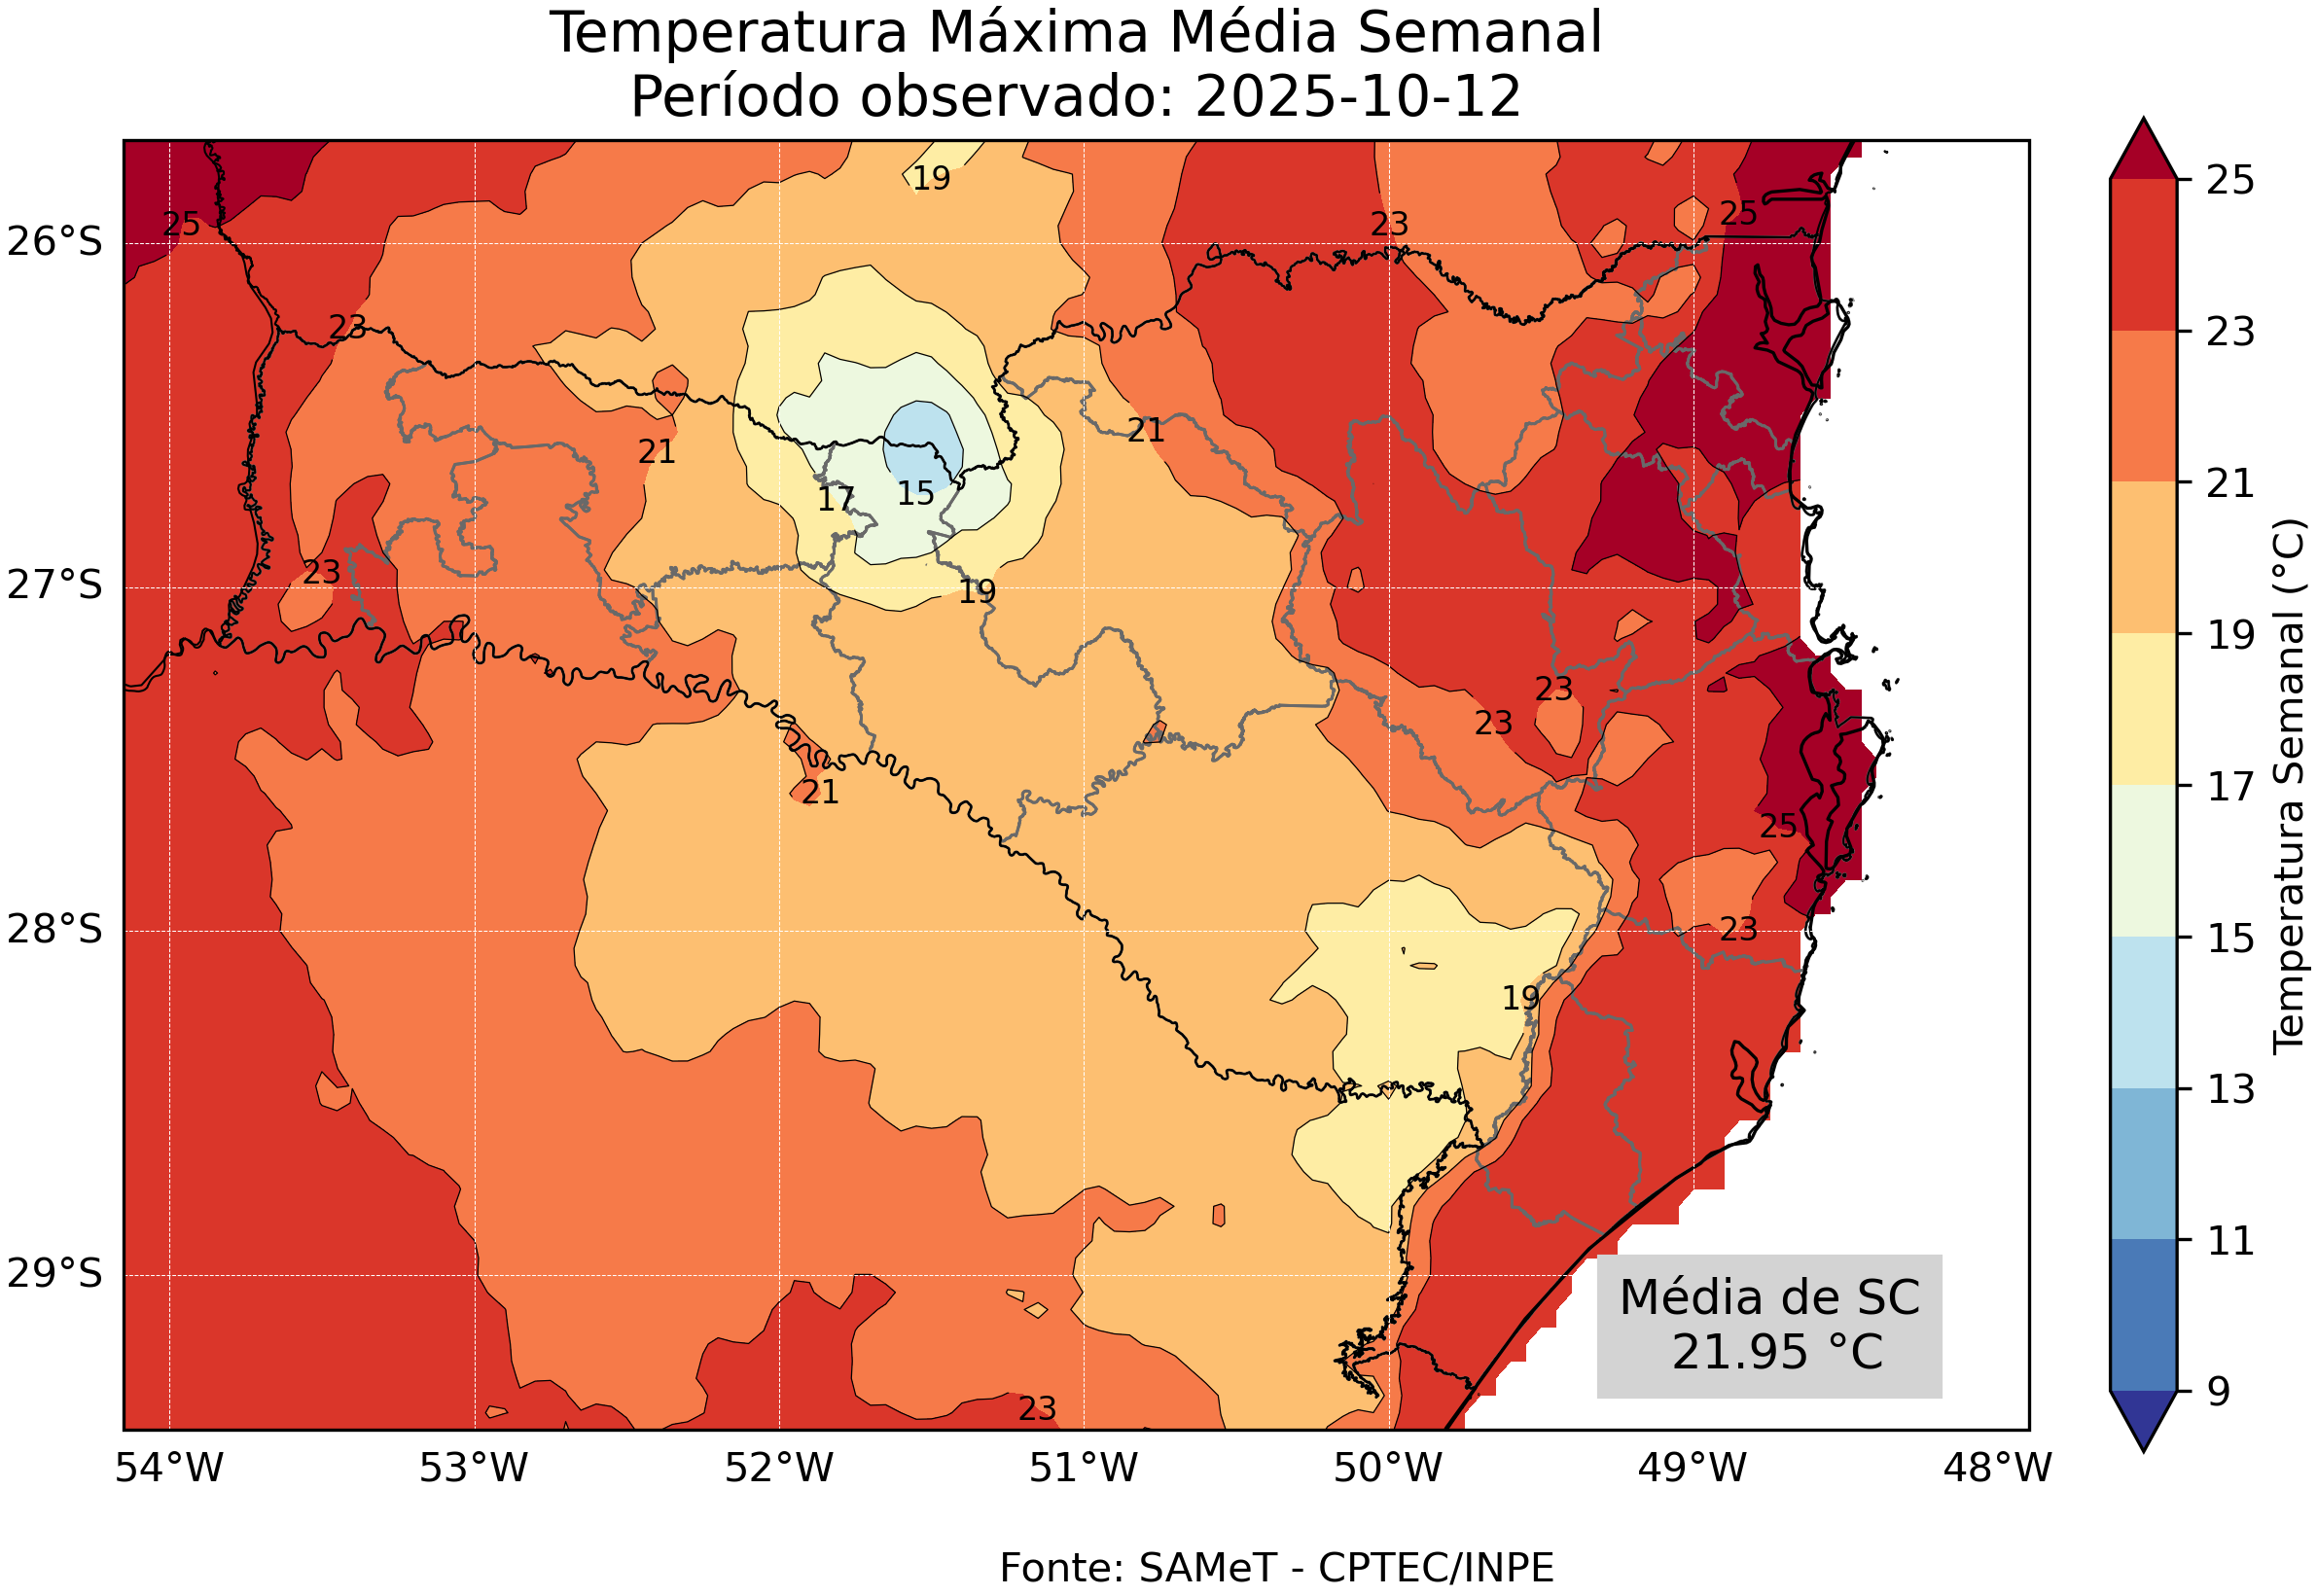 Temperatura Máxima Média Semanal
Período observado: 2025-10-12
19
25
23
25
26°S
23
21
21
17
15
27°S
23
19
23
23
21
25
28°S
23
19
29°S
23
Média de SC
21.95 °C
54°W 53°W 52°W 51°W 50°W 49°W 48°W
25
23
21
19
17
15
13
11
9
Temperatura Semanal (°C)
Fonte: SAMeT - CPTEC/INPE